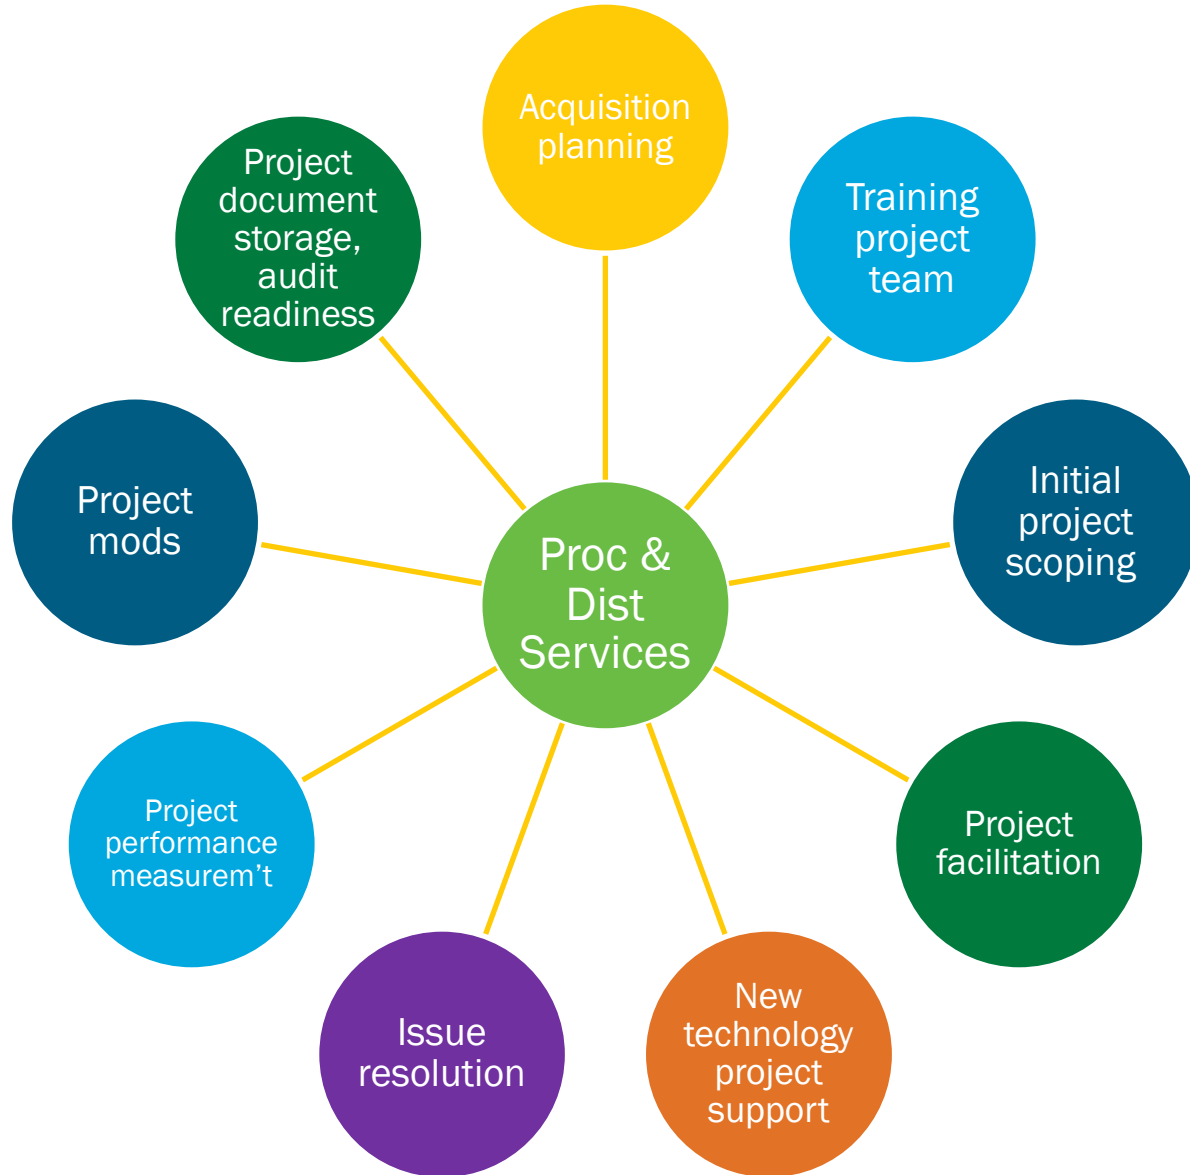 Acquisition
planning
Training
project
team
Initial
project
scoping
Project
facilitation
New
technology
project
support
Issue
resolution
Project
performance
measurem’t
Project
mods
Project
document
storage,
audit
readiness
Proc &
Dist
Services